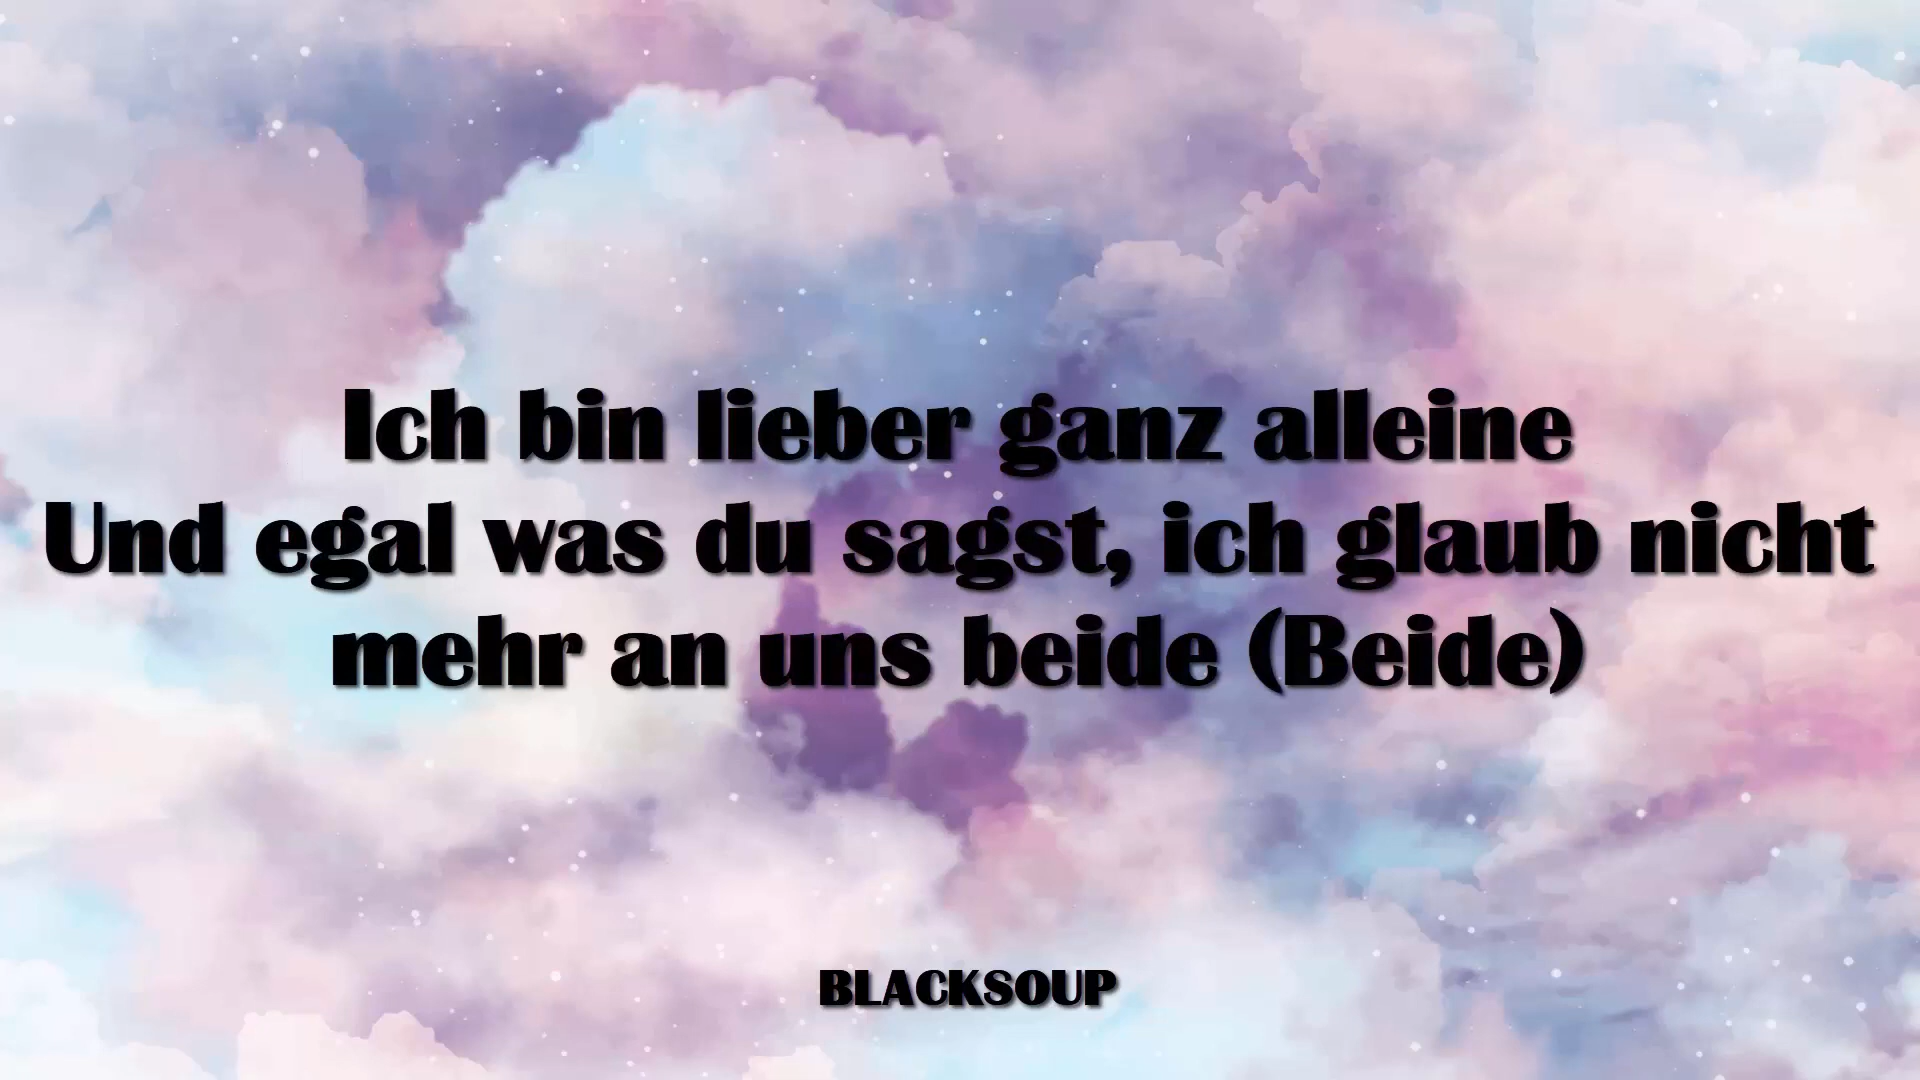 Ich bin lieber ganz alleine
Und egal was du sagst, ich glaub nicht
mehr an uns beide (Beide)
BLACKSOUP